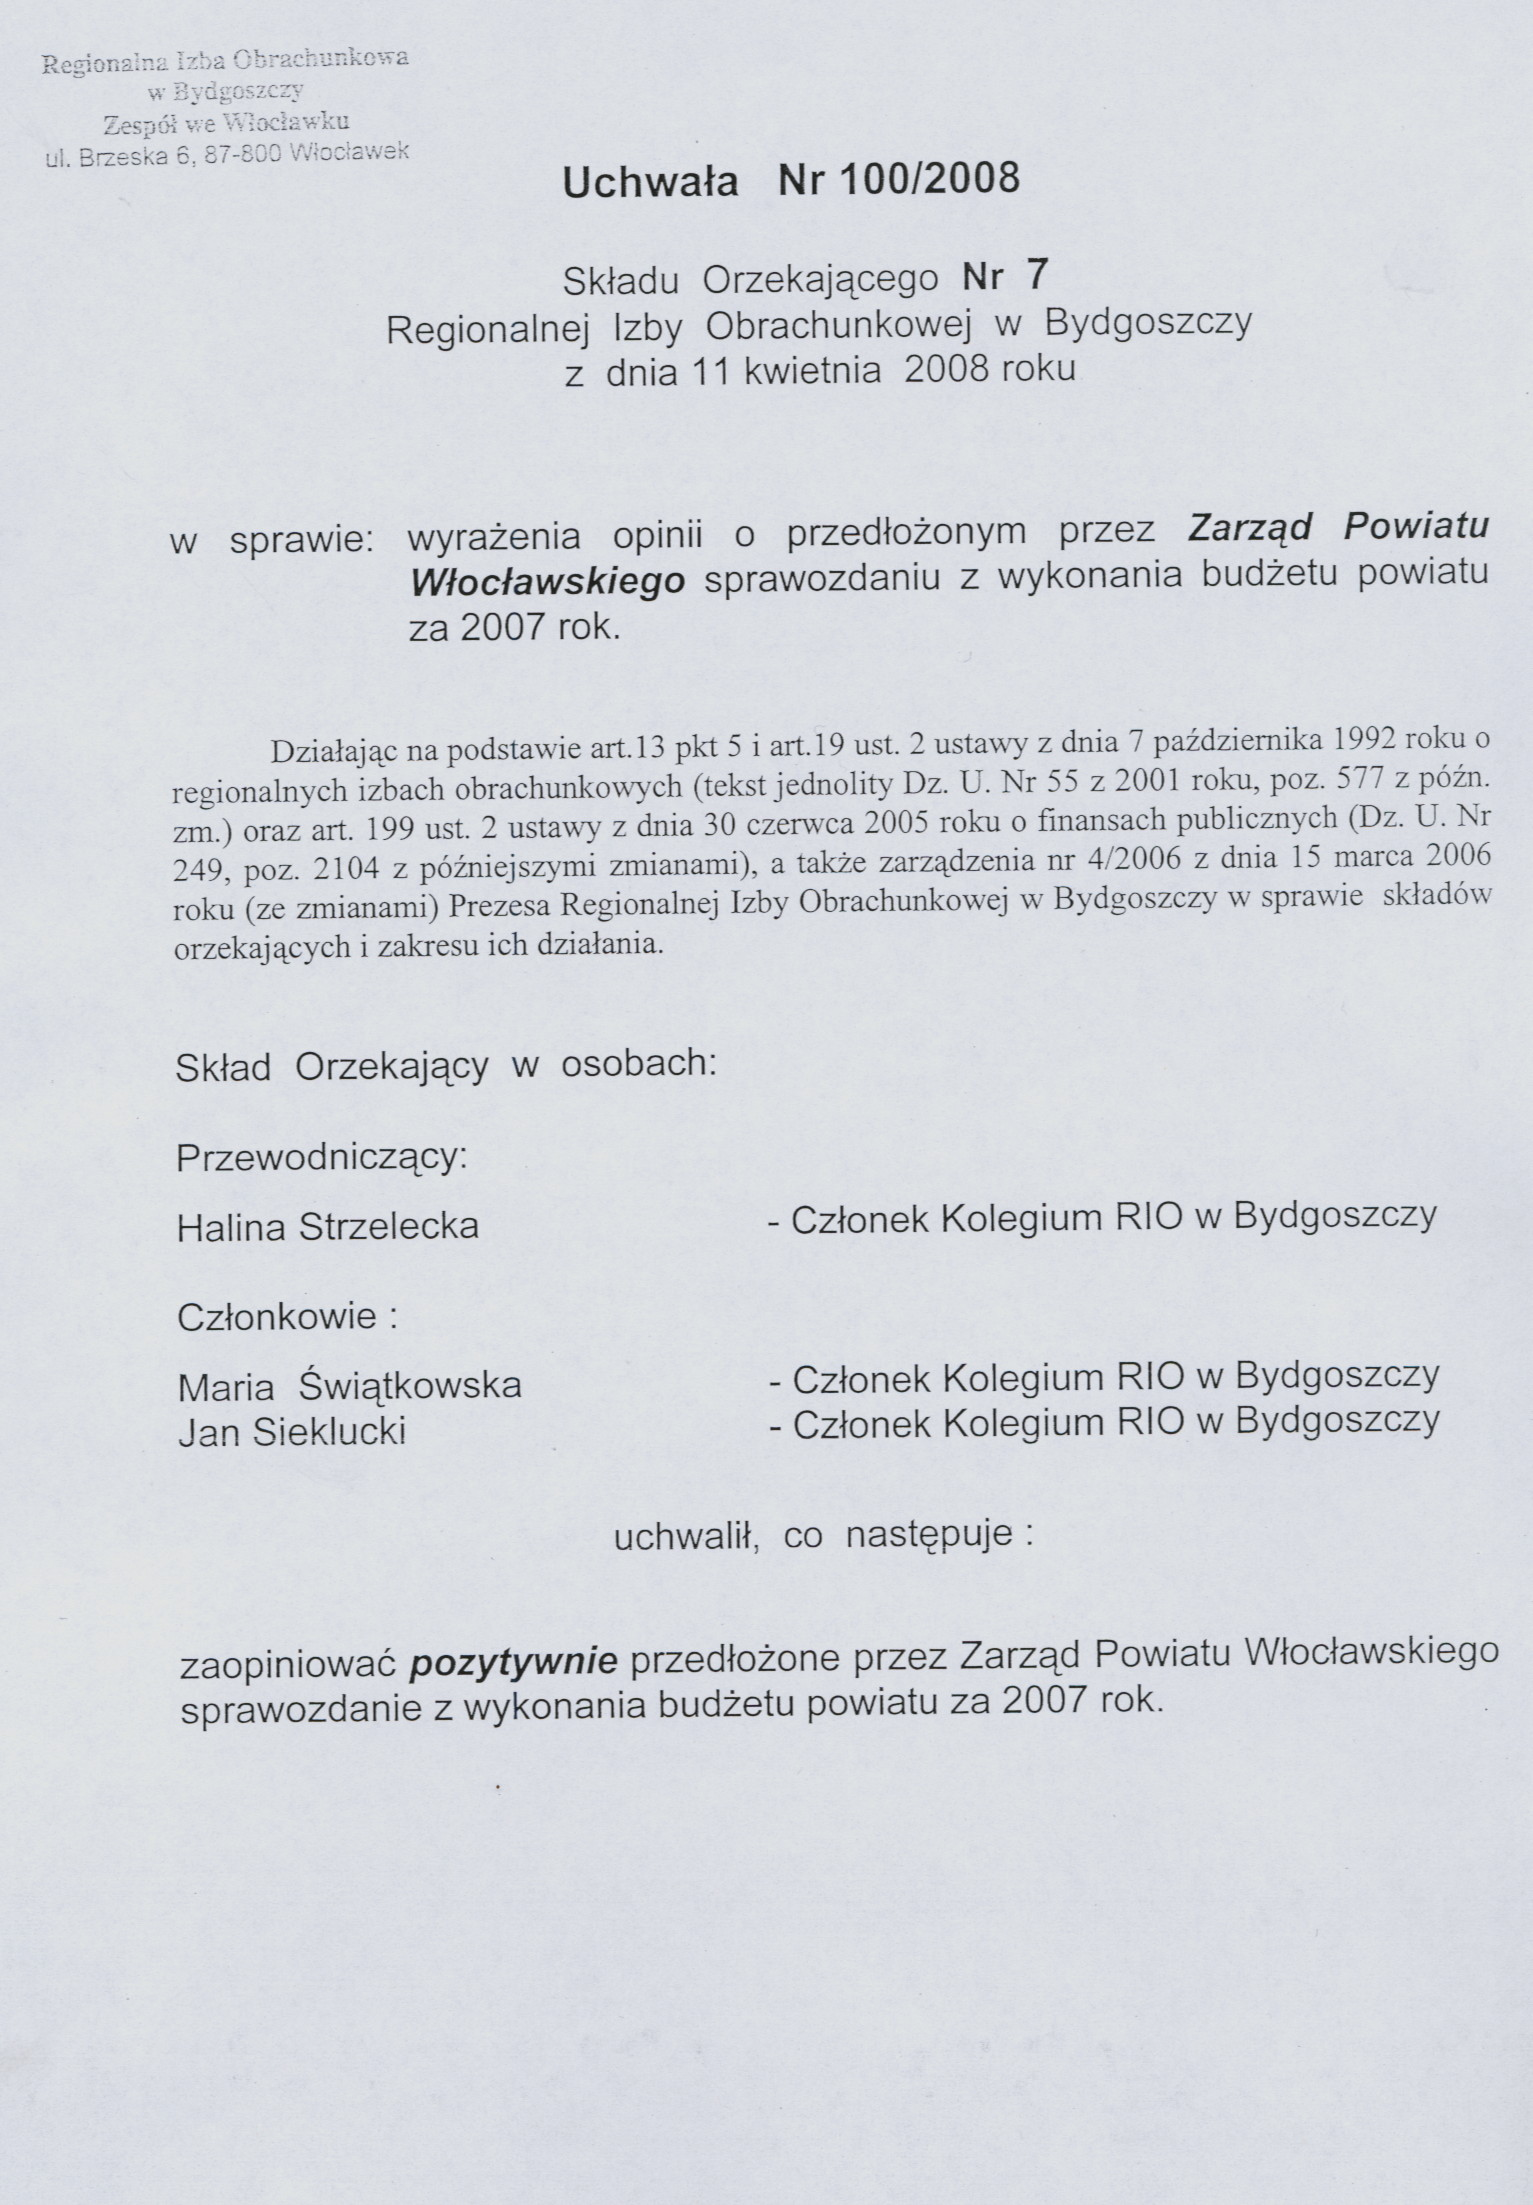 Regionalna Izba Obrachunkowa
w Bydgoszczy
Zespół we Włocławku
ul. Brzeska 6, 87-800 Włocławek
Uchwała Nr 100/2008
Składu Orzekającego Nr 7
Regionalnej Izby Obrachunkowej w Bydgoszczy
z dnia 11 kwietnia 2008 roku
w sprawie: wyrażenia opinii o przedłożonym przez Zarząd Powiatu
Włocławskiego sprawozdaniu z wykonania budżetu powiatu
za 2007 rok.
Działając na podstawie art.13 pkt 5 i art.19 ust. 2 ustawy z dnia 7 października 1992 roku o
regionalnych izbach obrachunkowych (tekst jednolity Dz. U. Nr 55 z 2001 roku, poz. 577 z późn.
zm.) oraz art. 199 ust. 2 ustawy z dnia 30 czerwca 2005 roku o finansach publicznych (Dz. U. Nr
249, poz. 2104 z późniejszymi zmianami), a także zarządzenia nr 4/2006 z dnia 15 marca 2006
roku (ze zmianami) Prezesa Regionalnej Izby Obrachunkowej w Bydgoszczy w sprawie składów
orzekających i zakresu ich działania.
Skład Orzekający w osobach:
Przewodniczący:
Halina Strzelecka - Członek Kolegium RIO w Bydgoszczy
Członkowie :
Maria Świątkowska - Członek Kolegium RIO w Bydgoszczy
Jan Sieklucki - Członek Kolegium RIO w Bydgoszczy
uchwalił, co następuje :
zaopiniować pozytywnie przedłożone przez Zarząd Powiatu Włocławskiego
sprawozdanie z wykonania budżetu powiatu za 2007 rok.